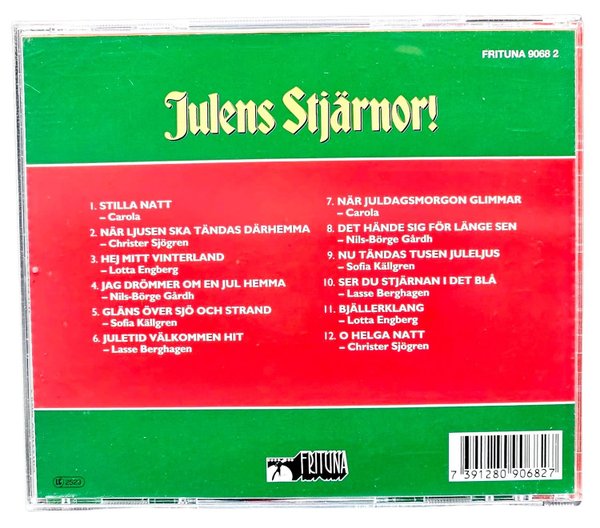 FRITUNA 9068 2
Julens Stjärnor!
1. STILLA NATT
– Carola
2. NÄR LJUSEN SKA TÄNDAS DÄRHEMMA
– Christer Sjögren
3. HEJ MITT VINTERLAND
– Lotta Engberg
4. JAG DRÖMMER OM EN JUL HEMMA
– Nils-Börge Gårdh
5. GLÄNS ÖVER SJÖ OCH STRAND
– Sofia Källgren
6. JULETID VÄLKOMMEN HIT
– Lasse Berghagen
7. NÄR JULDAGSMORGON GLIMMAR
– Carola
8. DET HÄNDE SIG FÖR LÄNGE SEN
– Nils-Börge Gårdh
9. NU TÄNDAS TUSEN JULELJUS
– Sofia Källgren
10. SER DU STJÄRNAN I DET BLÅ
– Lasse Berghagen
11. BJÄLLERKLANG
– Lotta Engberg
12. O HELGA NATT
– Christer Sjögren
LC 2523
FRITUNA
7 391280 906827